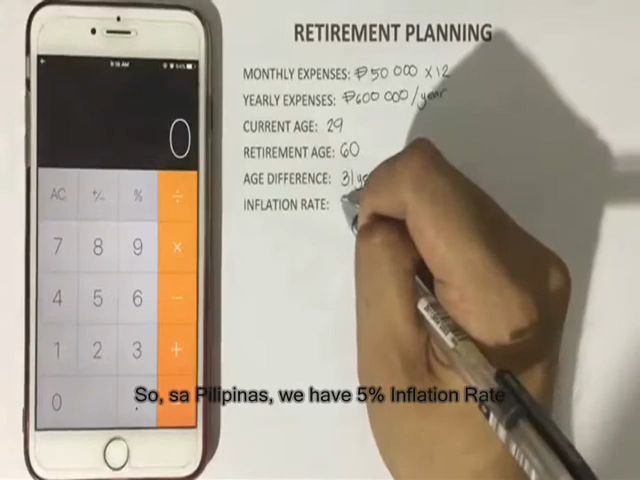 RETIREMENT PLANNING
MONTHLY EXPENSES: ₱50 000 x 12
YEARLY EXPENSES: ₱600 000/year
CURRENT AGE: 29
RETIREMENT AGE: 60
AGE DIFFERENCE: 31
INFLATION RATE:
0
AC +/- % ÷
7 8 9 ×
4 5 6 −
1 2 3 +
0 .
So, sa Pilipinas, we have 5% Inflation Rate